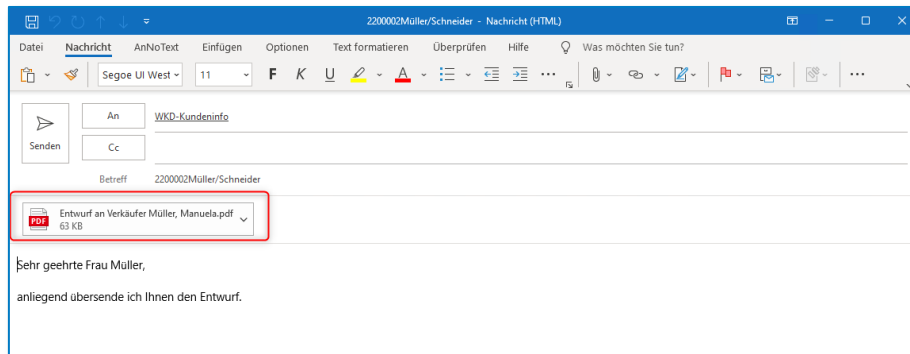 2200002Müller/Schneider - Nachricht (HTML)
Datei Nachricht AnNoText Einfügen Optionen Text formatieren Überprüfen Hilfe Was möchten Sie tun?
Segoe UI West 11 F K U A
Senden
An WKD-Kundeninfo
Cc
Betreff 2200002Müller/Schneider
PDF
Entwurf an Verkäufer Müller, Manuela.pdf
63 KB
Sehr geehrte Frau Müller,
anliegend übersende ich Ihnen den Entwurf.